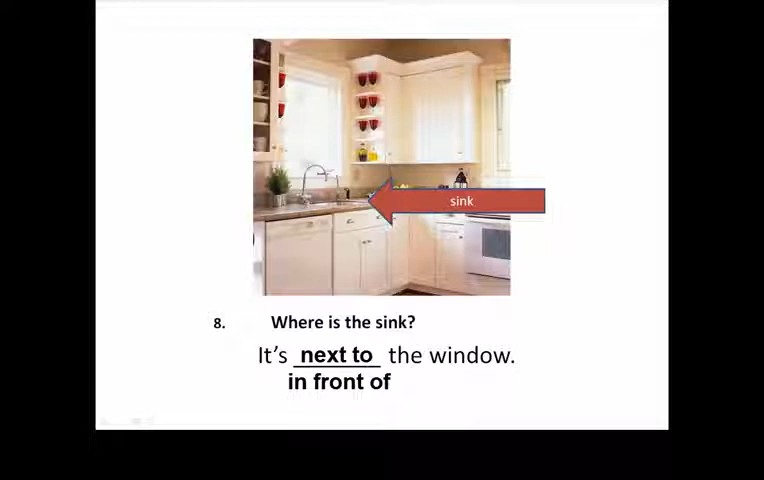 sink
8. Where is the sink?
It's next to the window.
in front of